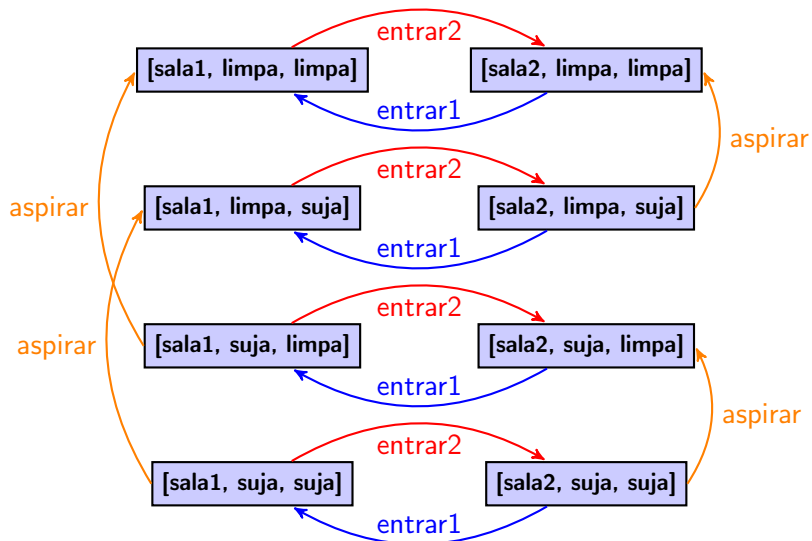 entrar2
[sala1, limpa, limpa]
[sala2, limpa, limpa]
entrar1
aspirar
entrar2
[sala1, limpa, suja]
[sala2, limpa, suja]
aspirar
entrar1
entrar2
[sala1, suja, limpa]
[sala2, suja, limpa]
aspirar
entrar1
aspirar
entrar2
[sala1, suja, suja]
[sala2, suja, suja]
entrar1